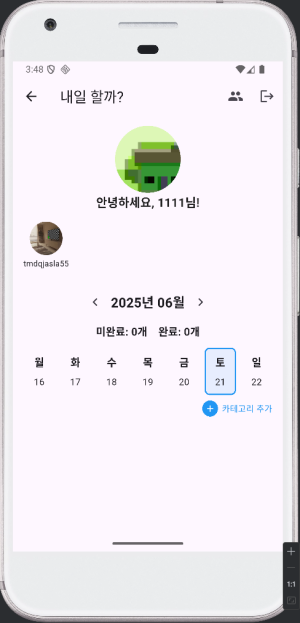 3:48
내일 할까?
안녕하세요, 1111님!
tmdqjasla55
2025년 06월
미완료: 0개 완료: 0개
월 화 수 목 금 토 일
16 17 18 19 20 21 22
카테고리 추가
1:1